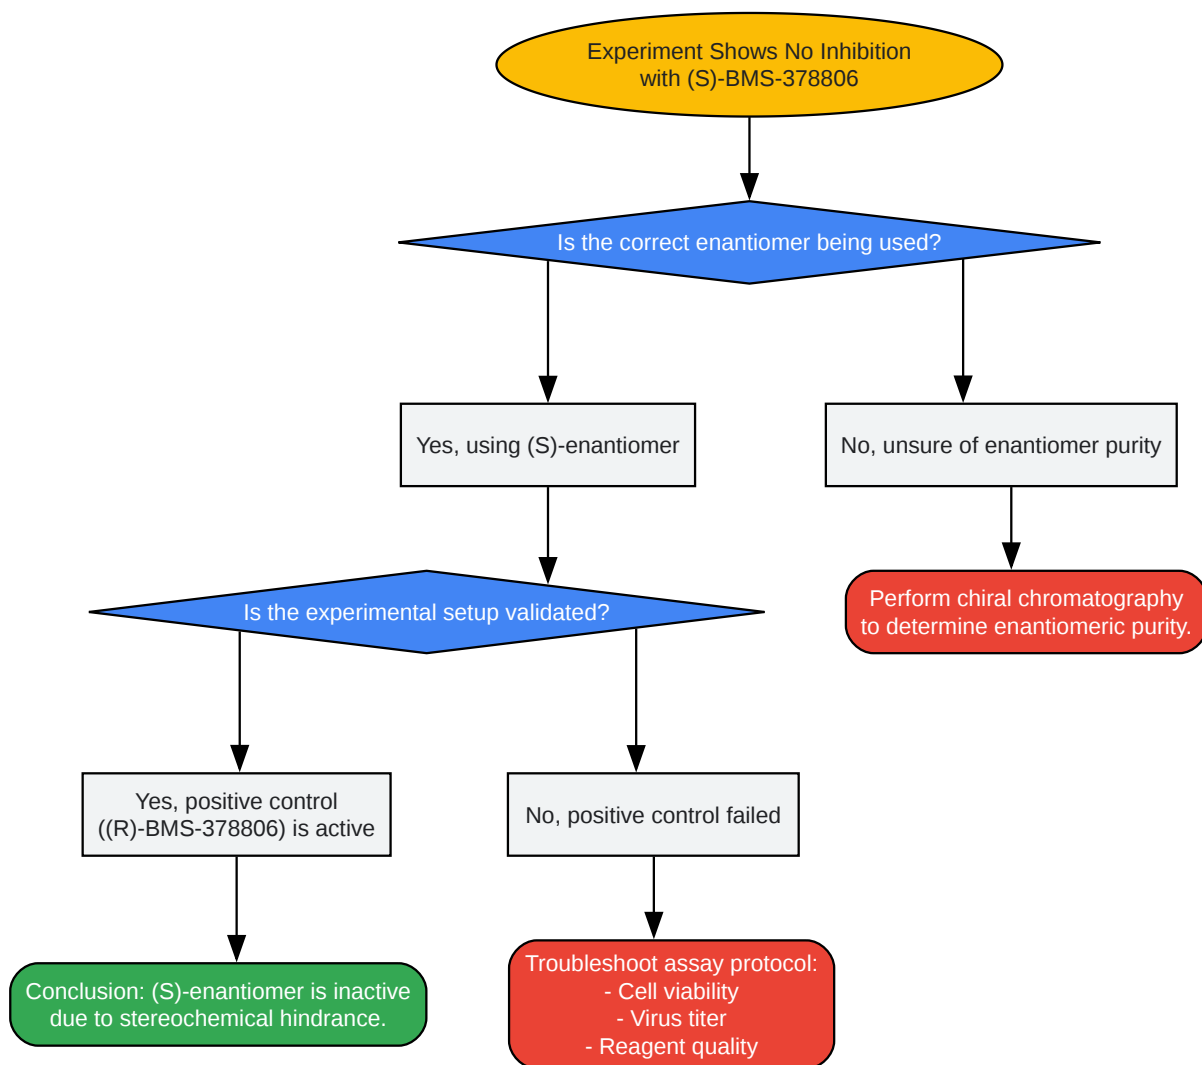 Experiment Shows No Inhibition
with (S)-BMS-378806
Is the correct enantiomer being used?
Yes, using (S)-enantiomer
No, unsure of enantiomer purity
Is the experimental setup validated?
Perform chiral chromatography
to determine enantiomeric purity.
Yes, positive control
((R)-BMS-378806) is active
No, positive control failed
Conclusion: (S)-enantiomer is inactive
due to stereochemical hindrance.
Troubleshoot assay protocol:
- Cell viability
- Virus titer
- Reagent quality